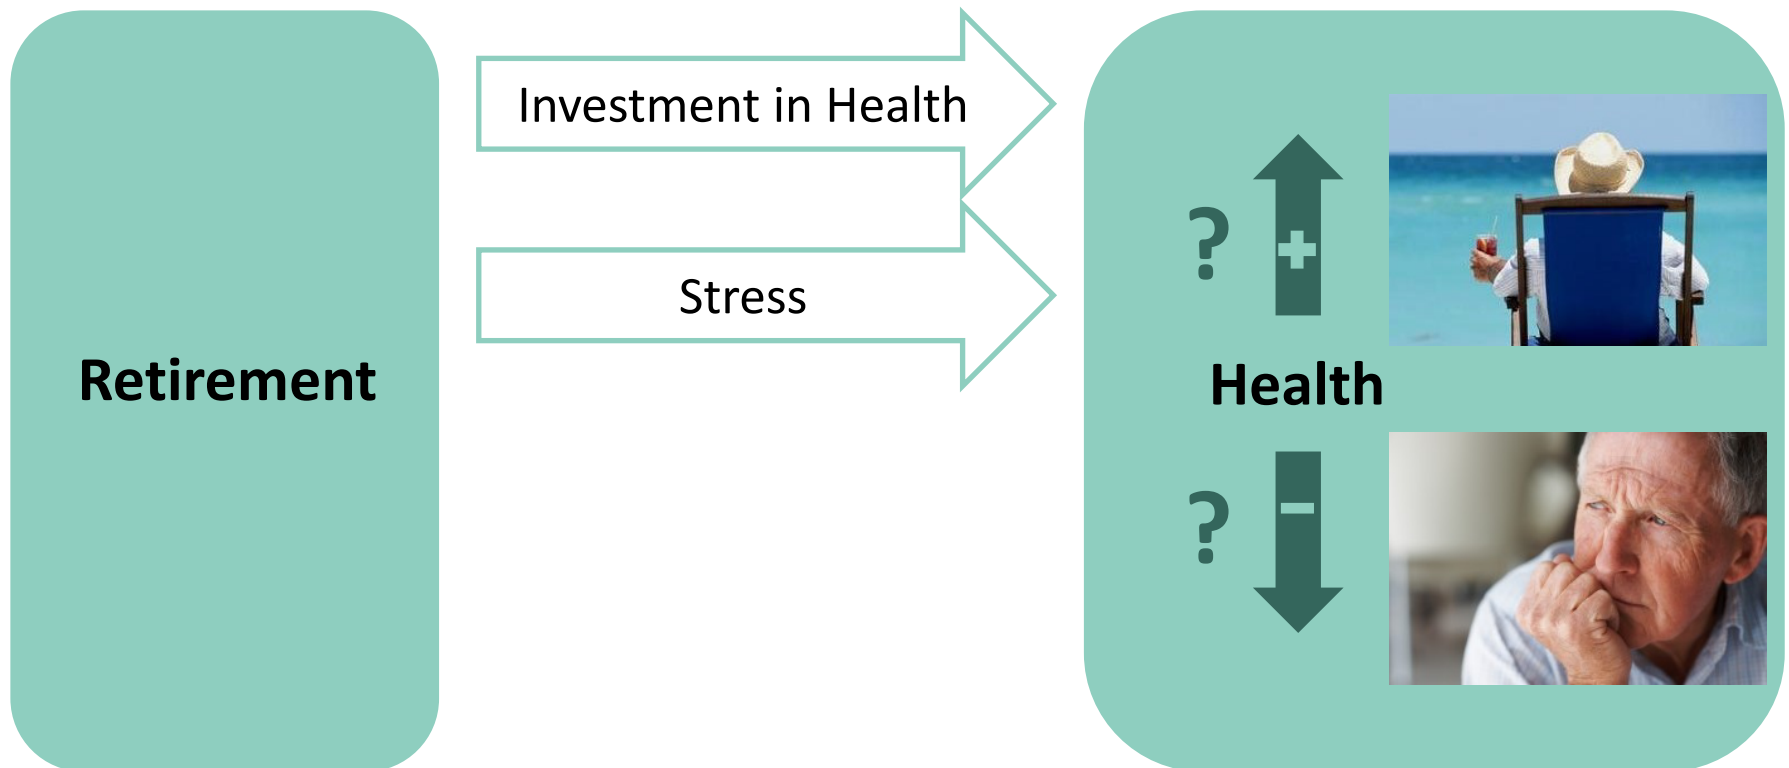 Retirement
Investment in Health
Stress
?
+
Health
?
-